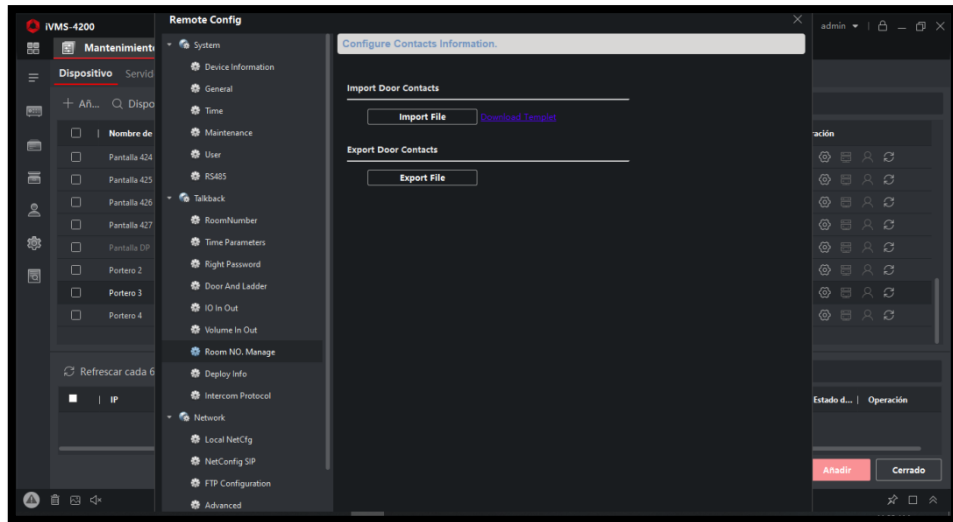 iVMS-4200
Remote Config
admin
Mantenimiento
System
Configure Contacts Information.
Dispositivo Servid
Device Information
General
Import Door Contacts
Añ... Dispo
Time
Import File Download Templet
Nombre de
Maintenance
ración
Export Door Contacts
Pantalla 424
User
Pantalla 425
RS485
Export File
Pantalla 426
Talkback
Pantalla 427
RoomNumber
Pantalla DP
Time Parameters
Right Password
Portero 2
Door And Ladder
Portero 3
IO In Out
Portero 4
Volume In Out
Room NO. Manage
Refrescar cada 6
Deploy Info
IP
Intercom Protocol
Estado d... | Operación
Network
Local NetCfg
NetConfig SIP
Añadir Cerrado
FTP Configuration
Advanced